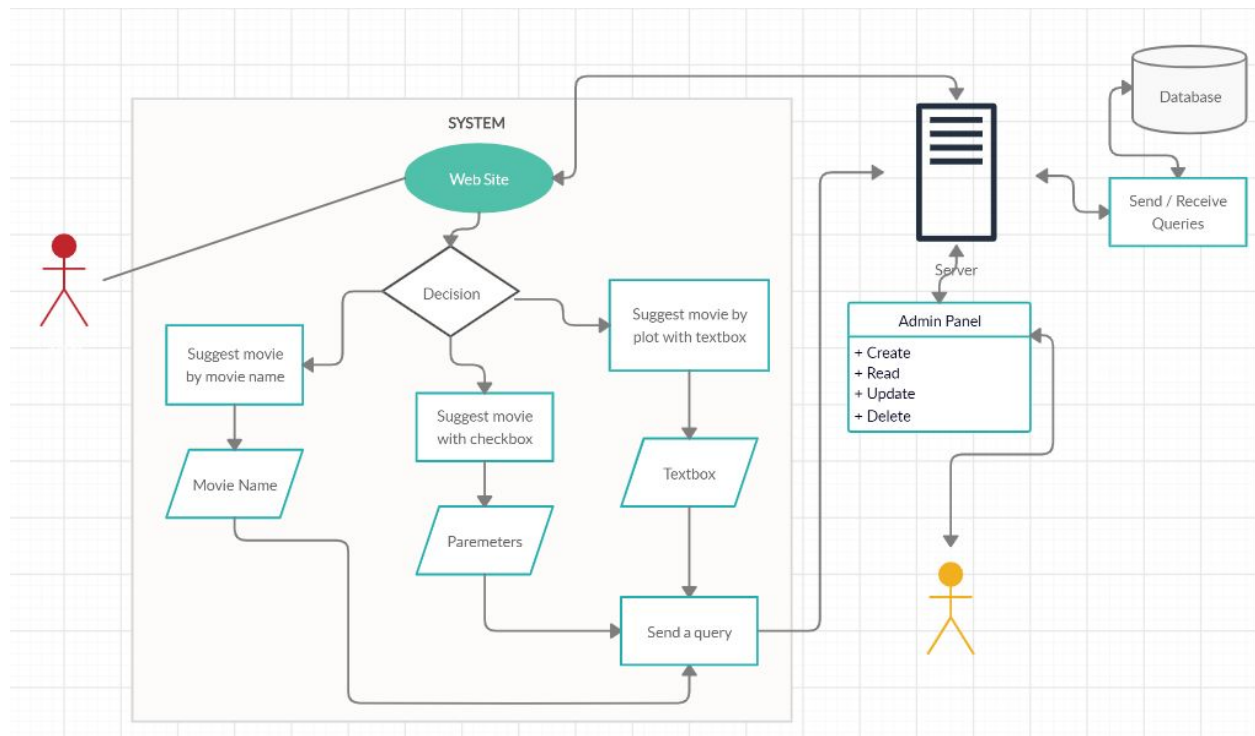 SYSTEM
Web Site
Database
Send / Receive
Queries
Server
Decision
Suggest movie by
plot with textbox
Suggest movie
by movie name
Admin Panel
+ Create
+ Read
+ Update
+ Delete
Suggest movie
with checkbox
Movie Name
Textbox
Paremeters
Send a query